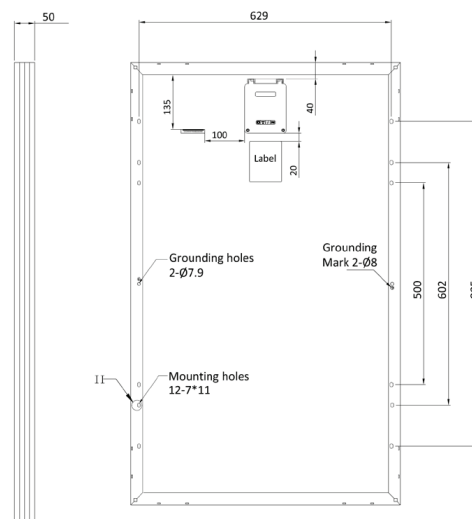 50
629
135
40
100
20
Label
Grounding holes
2-Ø7.9
Grounding
Mark 2-Ø8
500
602
Mounting holes
12-7*11
II